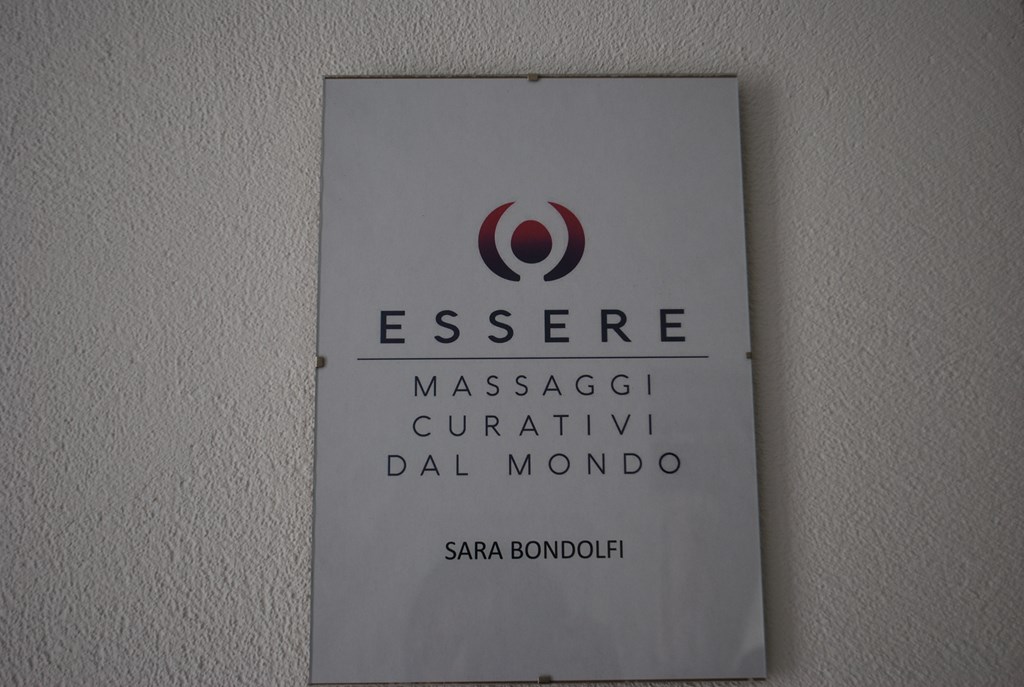 ESSERE
MASSAGGI
CURATIVI
DAL MONDO
SARA BONDOLFI